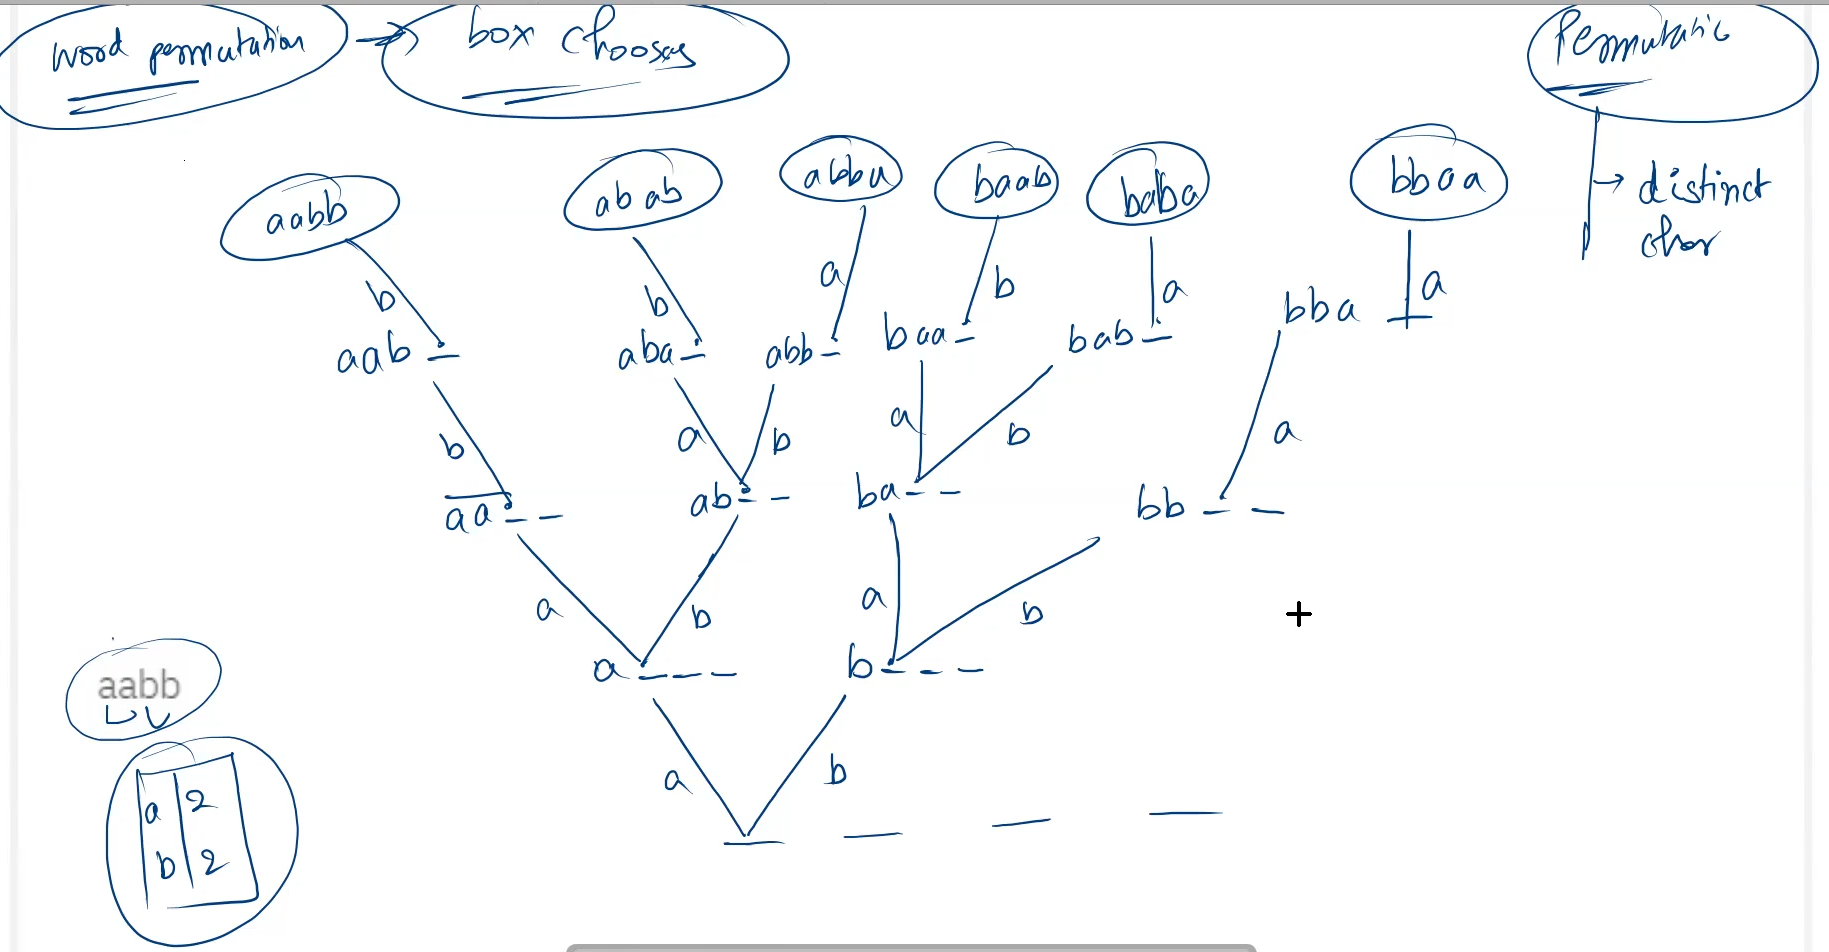 word permutation → box chooses
Permutatic
→ distinct
char
aabb
abab
abba
baab
baba
bbaa
b
b
a
b
a
a
aab _
aba _
abb _
baa _
bab _
bba _
b
a
b
a
b
a
aa _ _
ab _ _
ba _ _
bb _ _
a
b
a
b
a _ _ _
b _ _ _
aabb
a
b
_ _ _ _
a 2
b 2